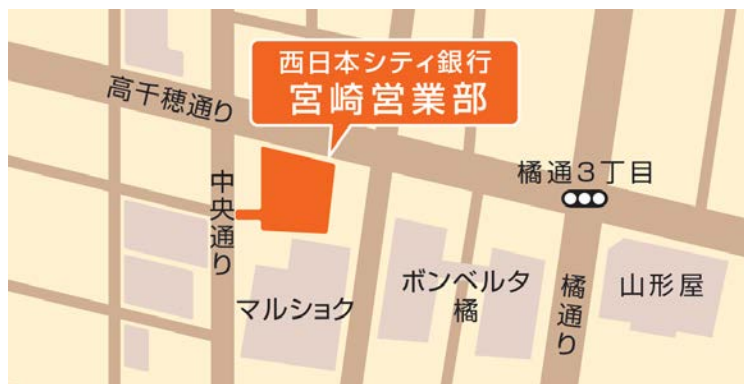 西日本シティ銀行
宮崎営業部
高千穂通り
橘通3丁目
中央通り
マルショク
ボンベルタ
橘
橘通り
山形屋